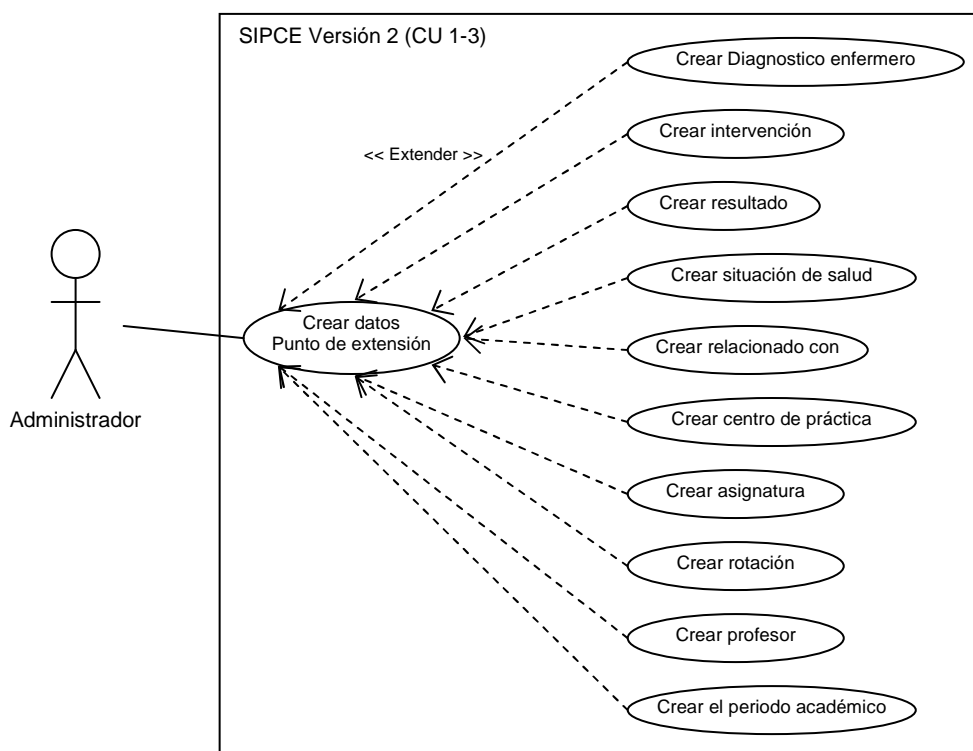 SIPCE Versión 2 (CU 1-3)
Crear Diagnostico enfermero
Crear intervención
<< Extender >>
Crear resultado
Crear situación de salud
Crear datos
Punto de extensión
Crear relacionado con
Administrador
Crear centro de práctica
Crear asignatura
Crear rotación
Crear profesor
Crear el periodo académico